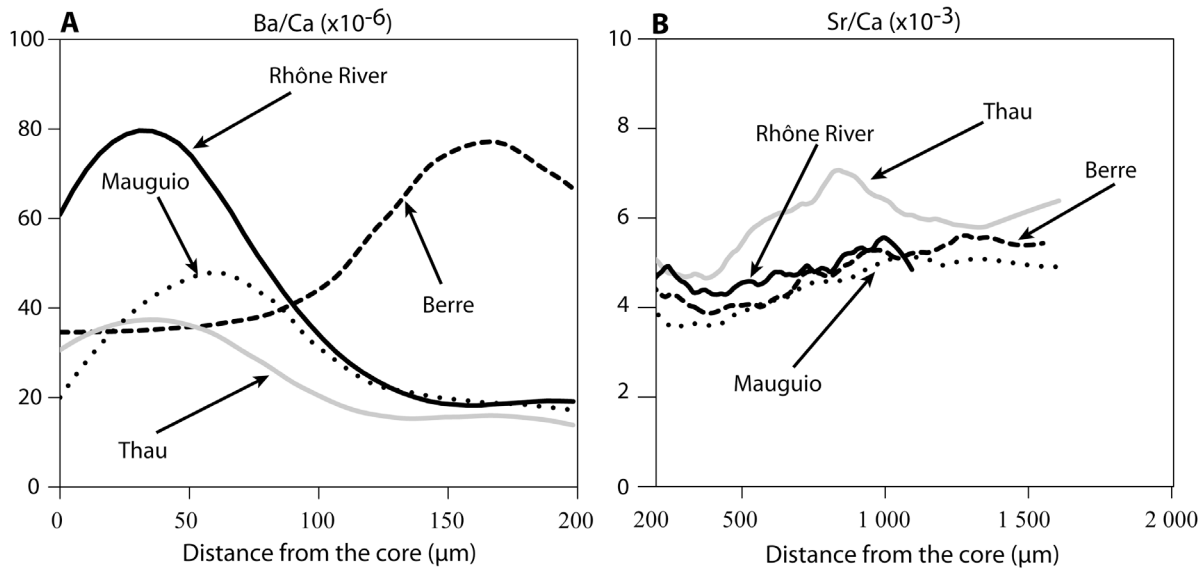 A
Ba/Ca (x10⁻⁶)
100
80
60
40
20
0
Rhône River
Mauguio
Berre
Thau
0 50 100 150 200
Distance from the core (µm)
B
Sr/Ca (x10⁻³)
10
8
6
4
2
0
Thau
Rhône River
Berre
Mauguio
200 500 1 000 1 500 2 000
Distance from the core (µm)